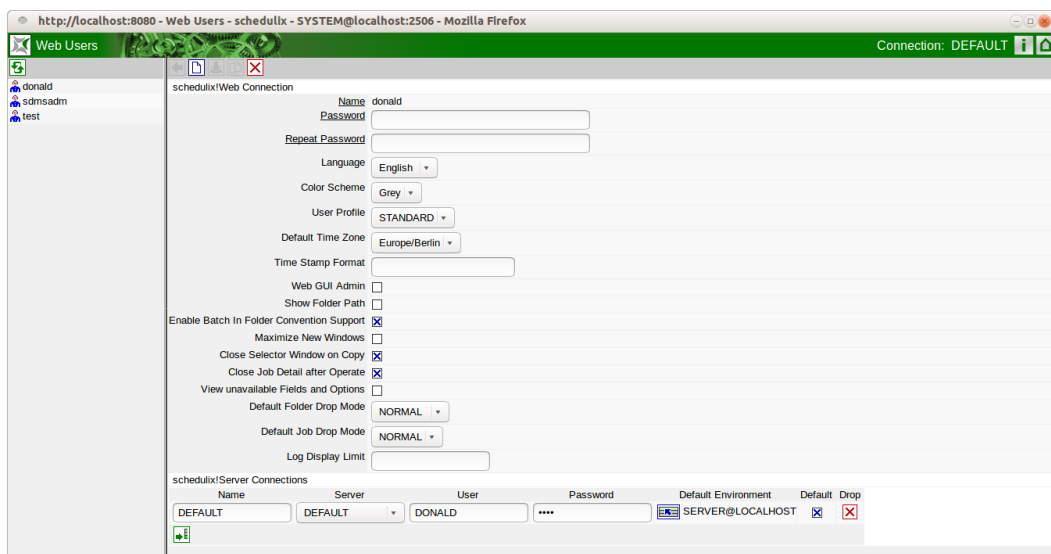 http://localhost:8080 - Web Users - schedulix - SYSTEM@localhost:2506 - Mozilla Firefox
Web Users Connection: DEFAULT
donald
sdmsadm
test
schedulix!Web Connection
Name donald
Password
Repeat Password
Language English
Color Scheme Grey
User Profile STANDARD
Default Time Zone Europe/Berlin
Time Stamp Format
Web GUI Admin
Show Folder Path
Enable Batch In Folder Convention Support
Maximize New Windows
Close Selector Window on Copy
Close Job Detail after Operate
View unavailable Fields and Options
Default Folder Drop Mode NORMAL
Default Job Drop Mode NORMAL
Log Display Limit
schedulix!Server Connections
Name Server User Password Default Environment Default Drop
DEFAULT DEFAULT DONALD •••• SERVER@LOCALHOST